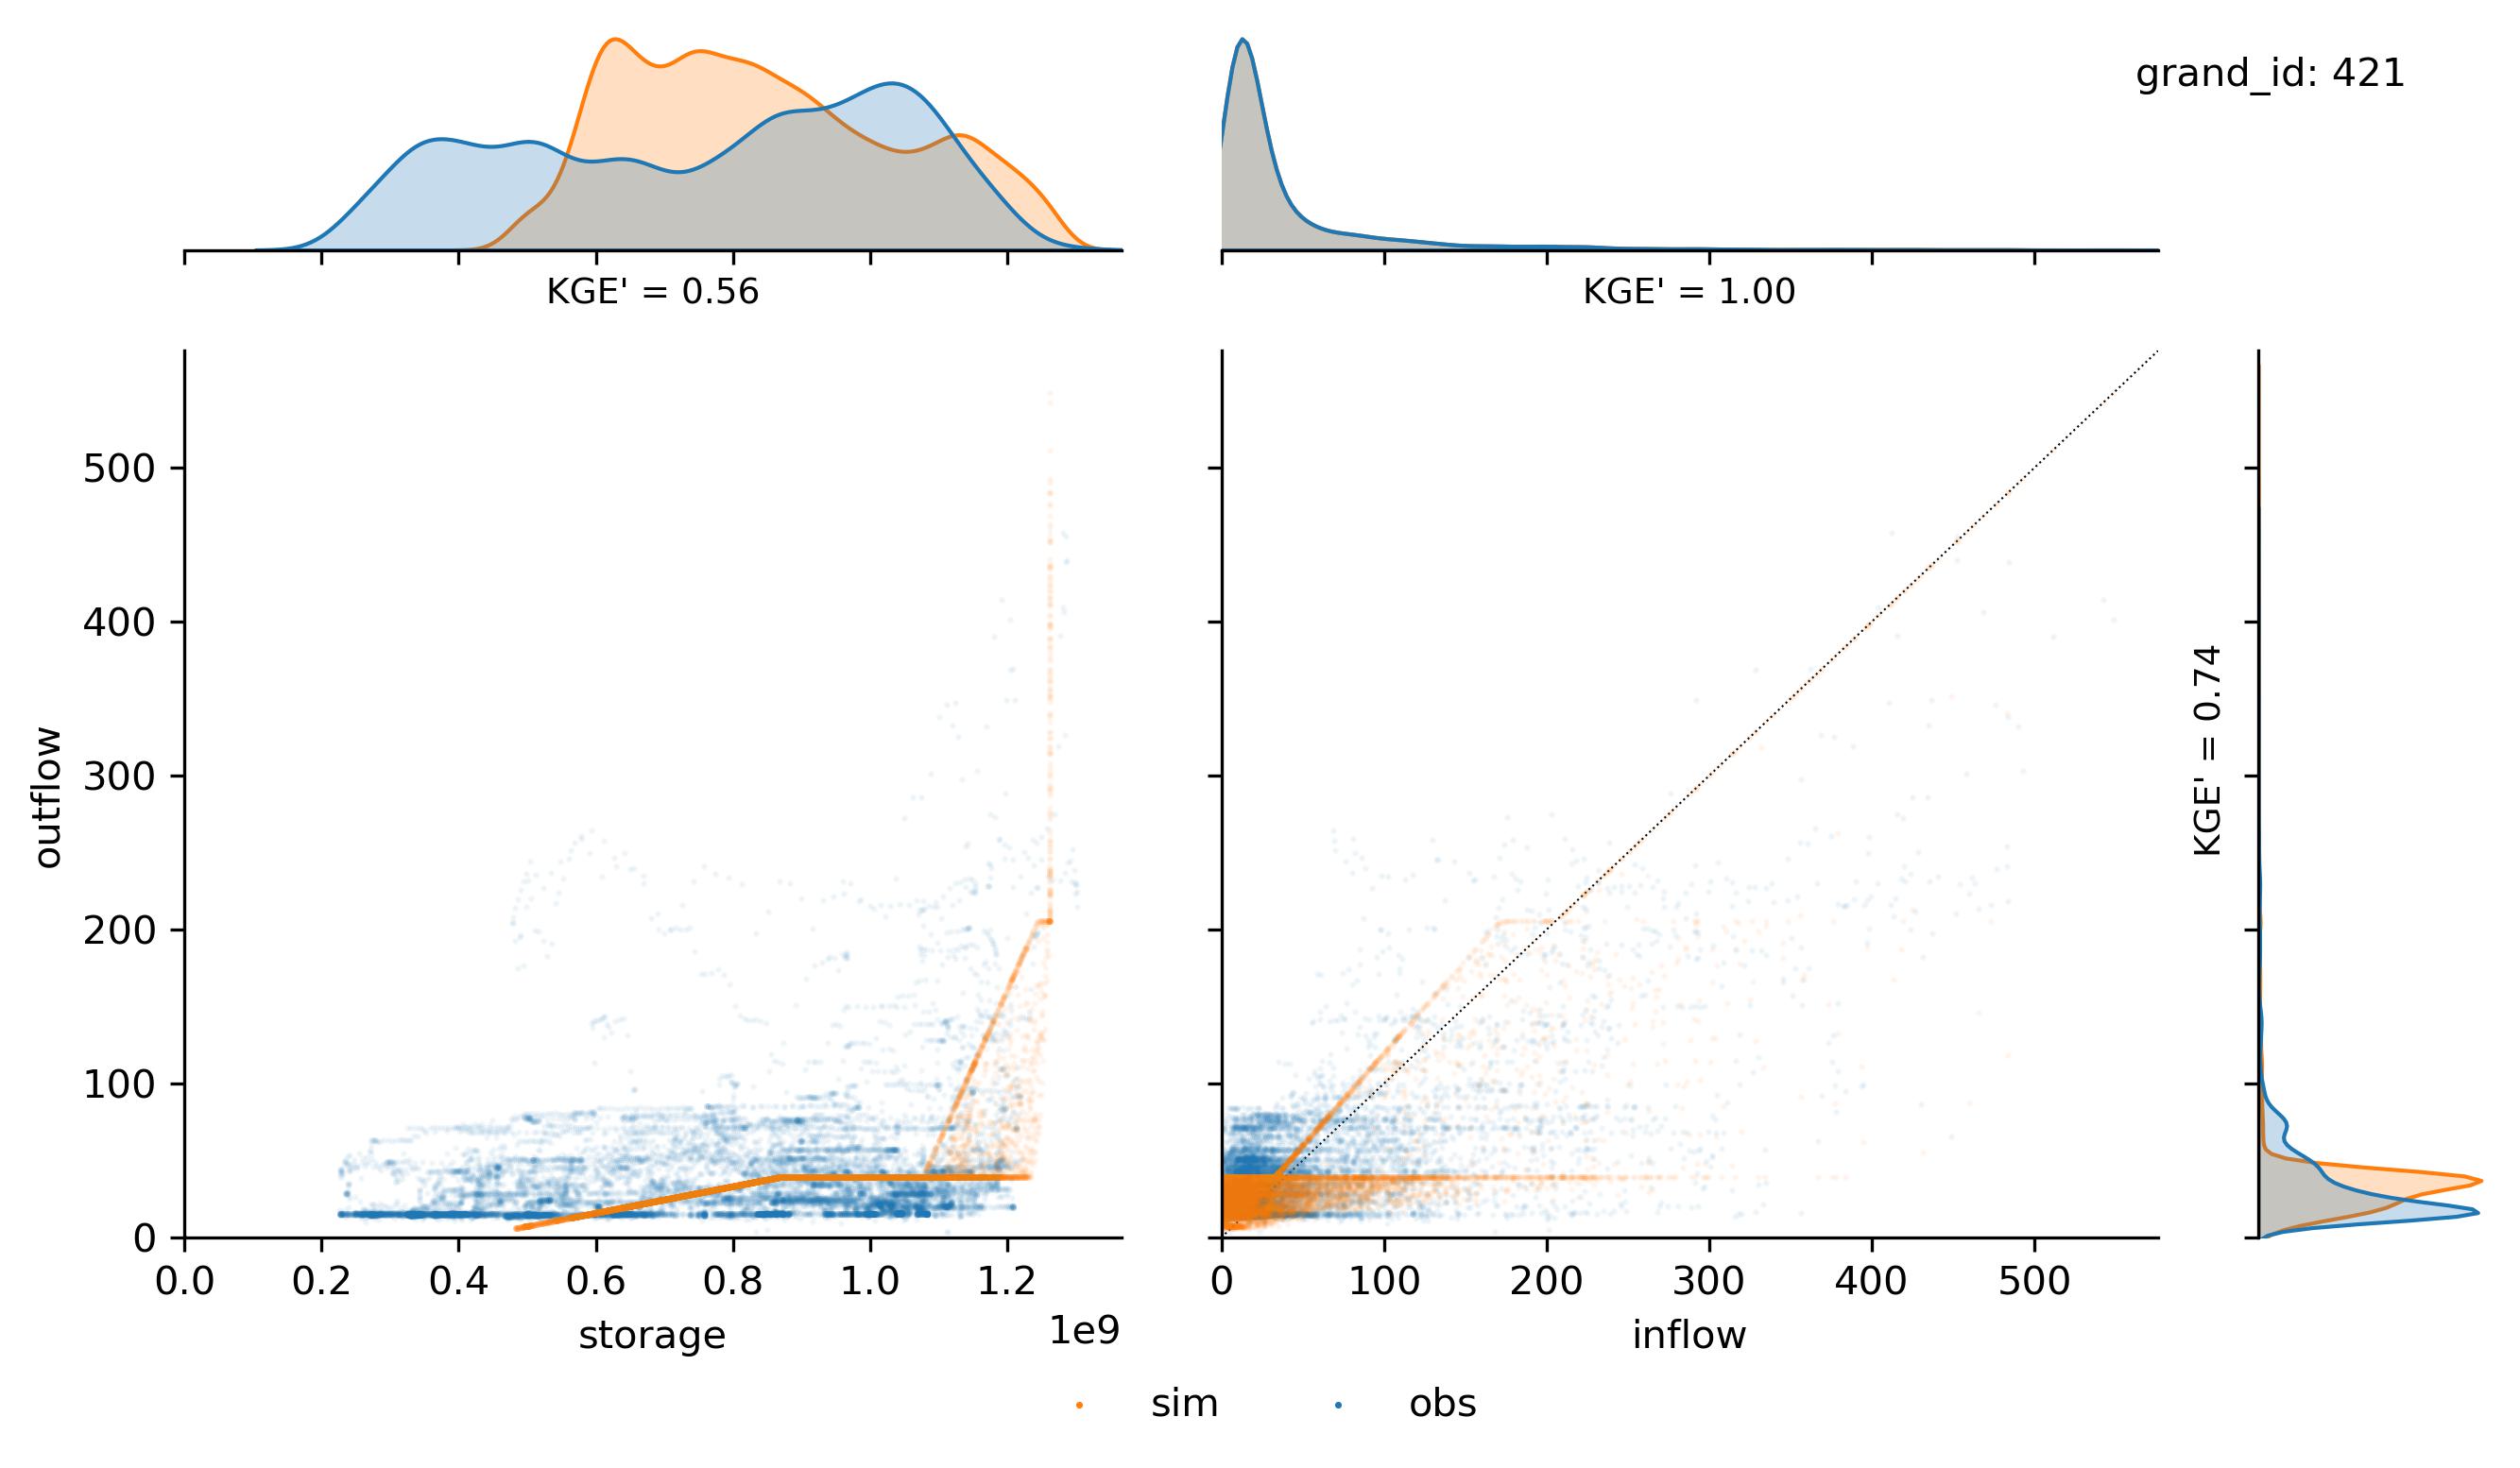 grand_id: 421
KGE' = 0.56
KGE' = 1.00
outflow
500
400
300
200
100
0
KGE' = 0.74
0.0 0.2 0.4 0.6 0.8 1.0 1.2
0 100 200 300 400 500
storage
1e9
inflow
sim
obs